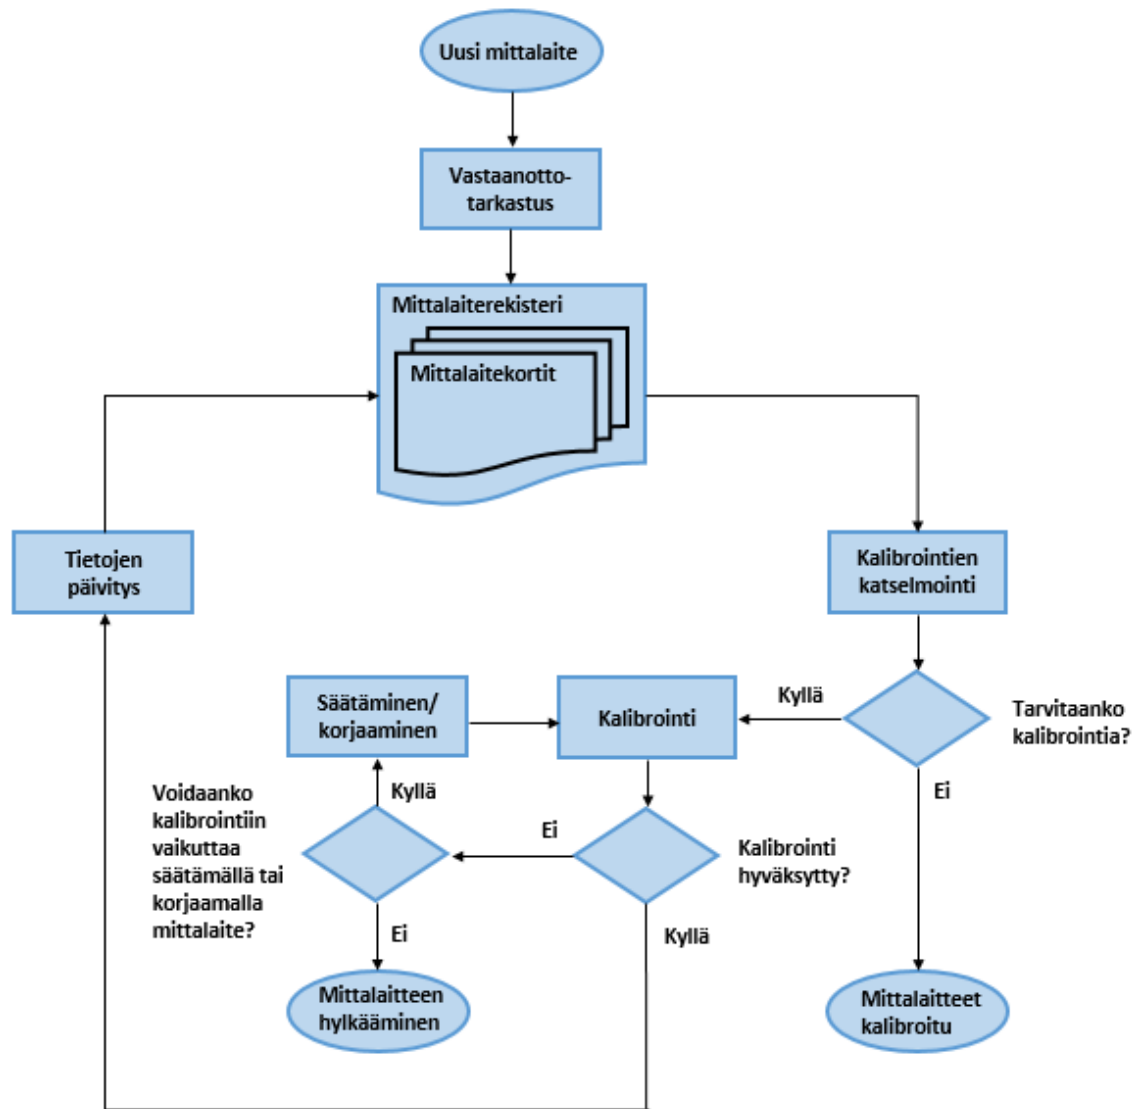 Uusi mittalaite
Vastaanotto-
tarkastus
Mittalaiterekisteri
Mittalaitekortit
Tietojen
päivitys
Kalibrointien
katselmointi
Säätäminen/
korjaaminen
Kalibrointi
Kyllä
Tarvitaanko
kalibrointia?
Ei
Voidaanko
kalibrointiin
vaikuttaa
säätämällä tai
korjaamalla
mittalaite?
Kyllä
Ei
Kalibrointi
hyväksytty?
Ei
Kyllä
Mittalaitteen
hylkääminen
Mittalaitteet
kalibroitu